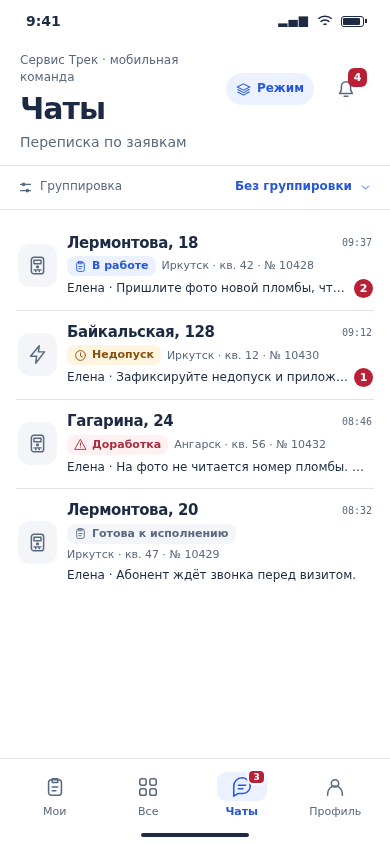 9:41
Сервис Трек · мобильная
команда
Чаты
Переписка по заявкам
Режим
4
Группировка
Без группировки
Лермонтова, 18
09:37
В работе Иркутск · кв. 42 · № 10428
Елена · Пришлите фото новой пломбы, чт...
2
Байкальская, 128
09:12
Недопуск Иркутск · кв. 12 · № 10430
Елена · Зафиксируйте недопуск и прилож...
1
Гагарина, 24
08:46
Доработка Ангарск · кв. 56 · № 10432
Елена · На фото не читается номер пломбы. ...
Лермонтова, 20
08:32
Готова к исполнению
Иркутск · кв. 47 · № 10429
Елена · Абонент ждёт звонка перед визитом.
3
Мои Все Чаты Профиль